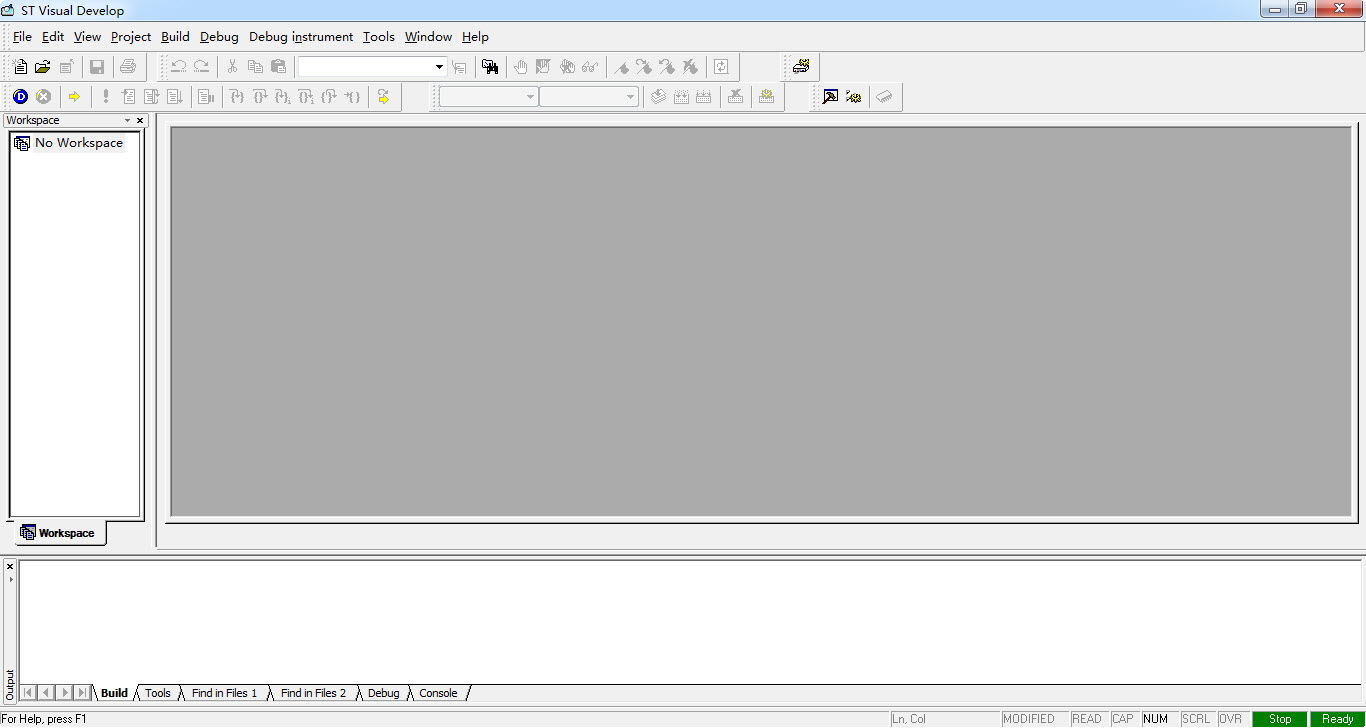 ST Visual Develop
File Edit View Project Build Debug Debug instrument Tools Window Help
D
Workspace
No Workspace
Workspace
Output
Build Tools Find in Files 1 Find in Files 2 Debug Console
For Help, press F1 Ln, Col MODIFIED READ CAP NUM SCRL OVR Stop Ready